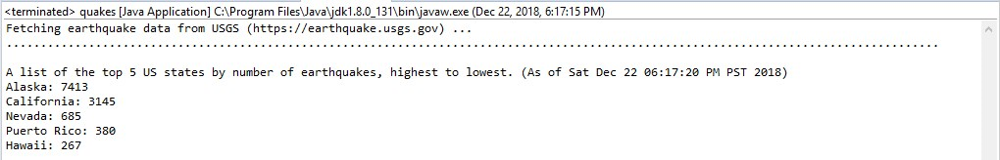 <terminated> quakes [Java Application] C:\Program Files\Java\jdk1.8.0_131\bin\javaw.exe (Dec 22, 2018, 6:17:15 PM)
Fetching earthquake data from USGS (https://earthquake.usgs.gov) ...
........................................................................................................................................
A list of the top 5 US states by number of earthquakes, highest to lowest. (As of Sat Dec 22 06:17:20 PM PST 2018)
Alaska: 7413
California: 3145
Nevada: 685
Puerto Rico: 380
Hawaii: 267